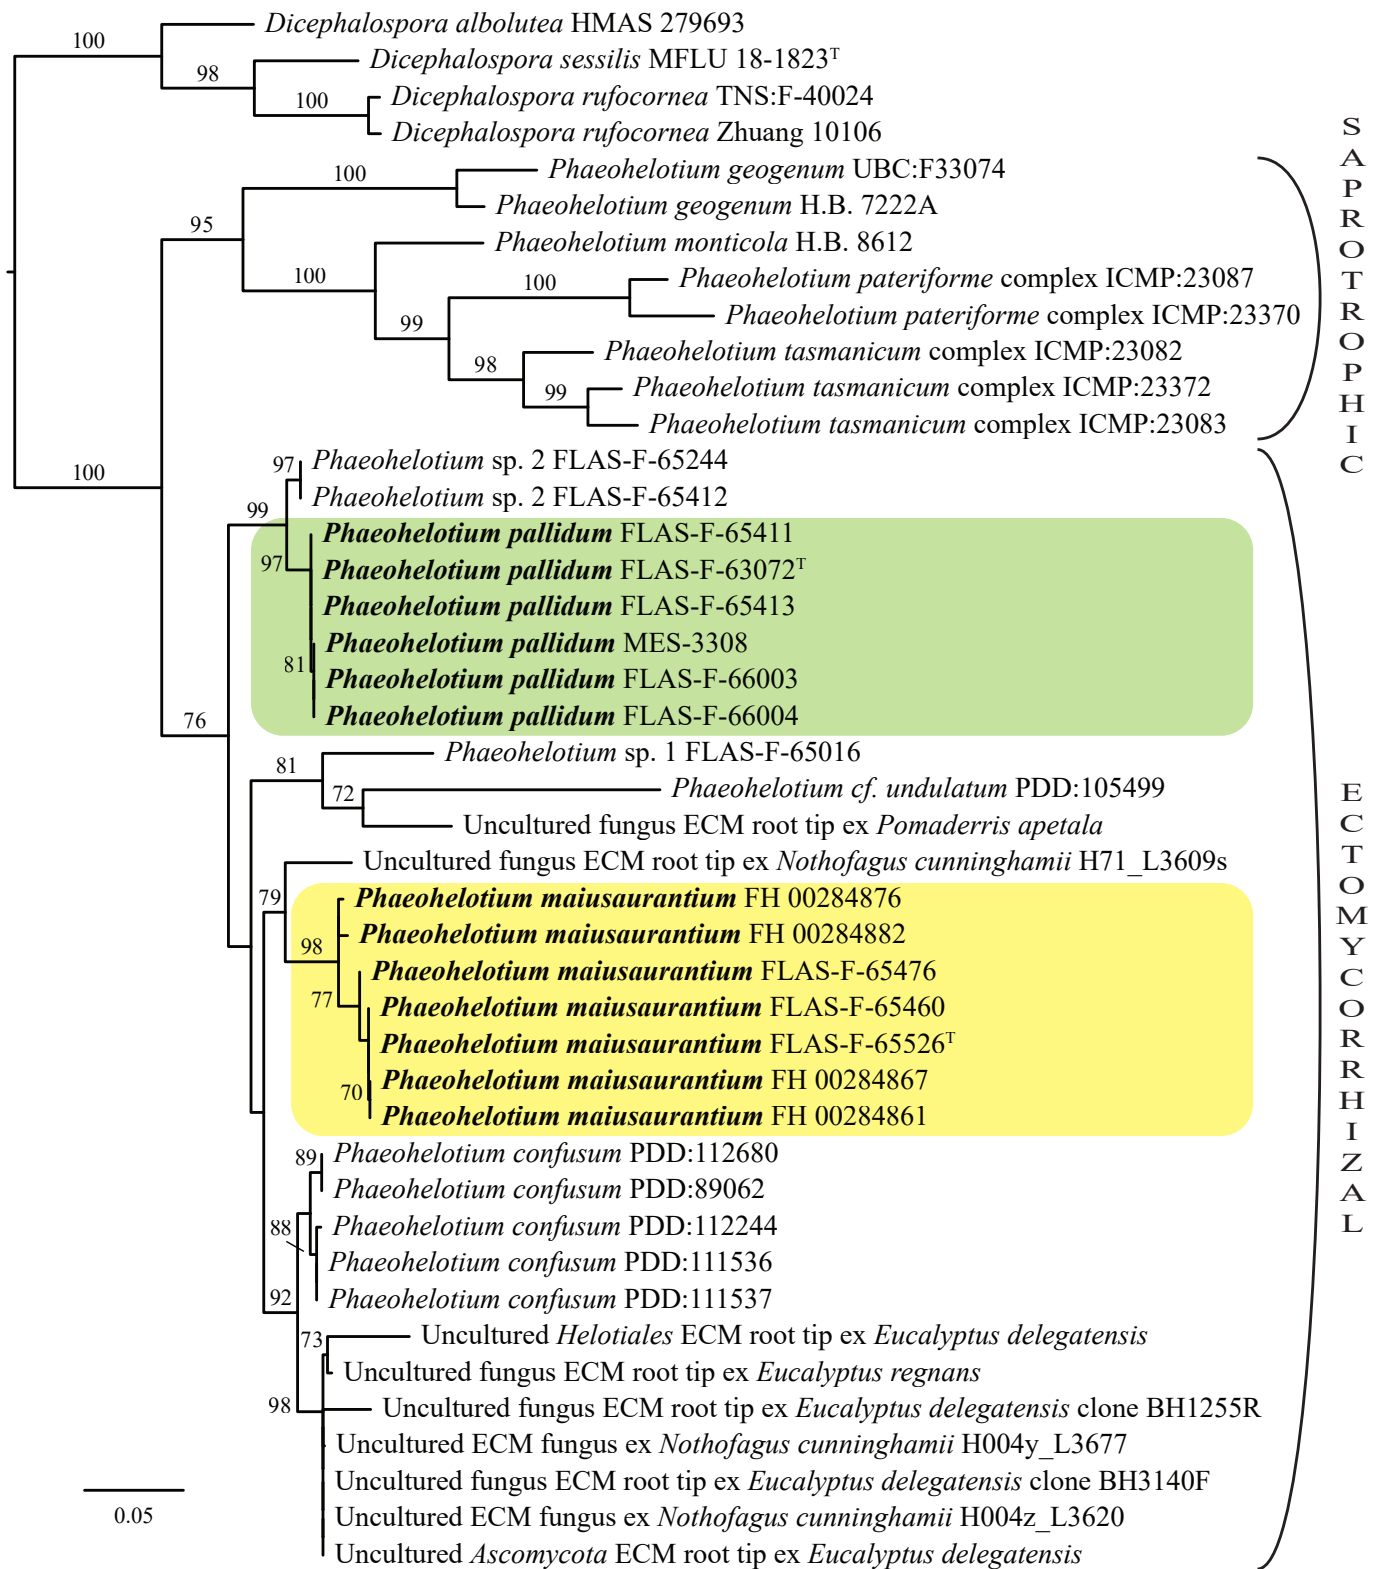 Dicephalospora albolutea HMAS 279693
100
Dicephalospora sessilis MFLU 18-1823ᵀ
98
Dicephalospora rufocornea TNS:F-40024
100
Dicephalospora rufocornea Zhuang 10106
Phaeohelotium geogenum UBC:F33074
100
Phaeohelotium geogenum H.B. 7222A
95
Phaeohelotium monticola H.B. 8612
100
Phaeohelotium pateriforme complex ICMP:23087
100
Phaeohelotium pateriforme complex ICMP:23370
99
Phaeohelotium tasmanicum complex ICMP:23082
98
Phaeohelotium tasmanicum complex ICMP:23372
99
Phaeohelotium tasmanicum complex ICMP:23083
SAPROTROPHIC
100
97
Phaeohelotium sp. 2 FLAS-F-65244
Phaeohelotium sp. 2 FLAS-F-65412
99
Phaeohelotium pallidum FLAS-F-65411
97
Phaeohelotium pallidum FLAS-F-63072ᵀ
Phaeohelotium pallidum FLAS-F-65413
Phaeohelotium pallidum MES-3308
81
Phaeohelotium pallidum FLAS-F-66003
Phaeohelotium pallidum FLAS-F-66004
76
Phaeohelotium sp. 1 FLAS-F-65016
81
Phaeohelotium cf. undulatum PDD:105499
72
Uncultured fungus ECM root tip ex Pomaderris apetala
Uncultured fungus ECM root tip ex Nothofagus cunninghamii H71_L3609s
79
Phaeohelotium maiusaurantium FH 00284876
98
Phaeohelotium maiusaurantium FH 00284882
Phaeohelotium maiusaurantium FLAS-F-65476
77
Phaeohelotium maiusaurantium FLAS-F-65460
Phaeohelotium maiusaurantium FLAS-F-65526ᵀ
Phaeohelotium maiusaurantium FH 00284867
70
Phaeohelotium maiusaurantium FH 00284861
89
Phaeohelotium confusum PDD:112680
Phaeohelotium confusum PDD:89062
88
Phaeohelotium confusum PDD:112244
Phaeohelotium confusum PDD:111536
Phaeohelotium confusum PDD:111537
92
73
Uncultured Helotiales ECM root tip ex Eucalyptus delegatensis
Uncultured fungus ECM root tip ex Eucalyptus regnans
98
Uncultured fungus ECM root tip ex Eucalyptus delegatensis clone BH1255R
Uncultured ECM fungus ex Nothofagus cunninghamii H004y_L3677
Uncultured fungus ECM root tip ex Eucalyptus delegatensis clone BH3140F
Uncultured ECM fungus ex Nothofagus cunninghamii H004z_L3620
Uncultured Ascomycota ECM root tip ex Eucalyptus delegatensis
ECTOMYCORRHIZAL
0.05